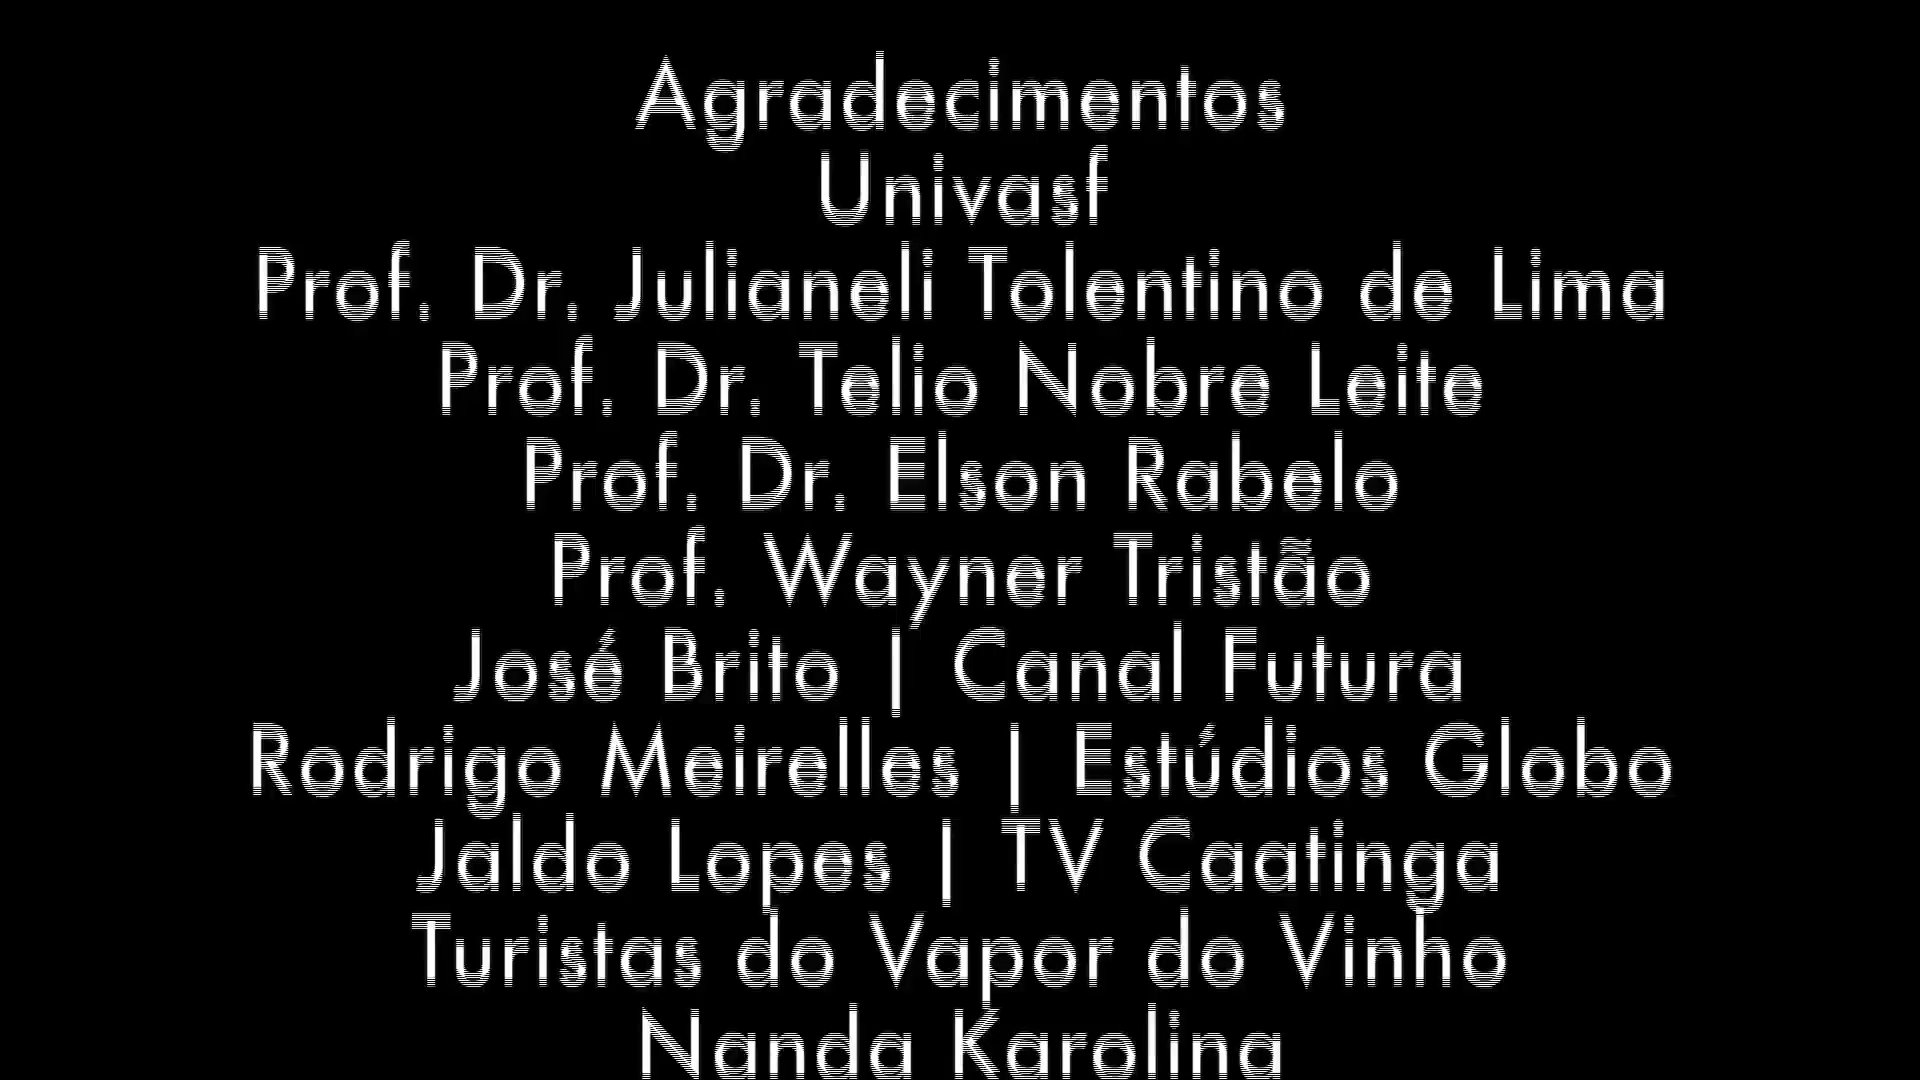 Agradecimentos
Univasf
Prof. Dr. Julianeli Tolentino de Lima
Prof. Dr. Telio Nobre Leite
Prof. Dr. Elson Rabelo
Prof. Wayner Tristão
José Brito | Canal Futura
Rodrigo Meirelles | Estúdios Globo
Jaldo Lopes | TV Caatinga
Turistas do Vapor do Vinho
Nanda Karolina